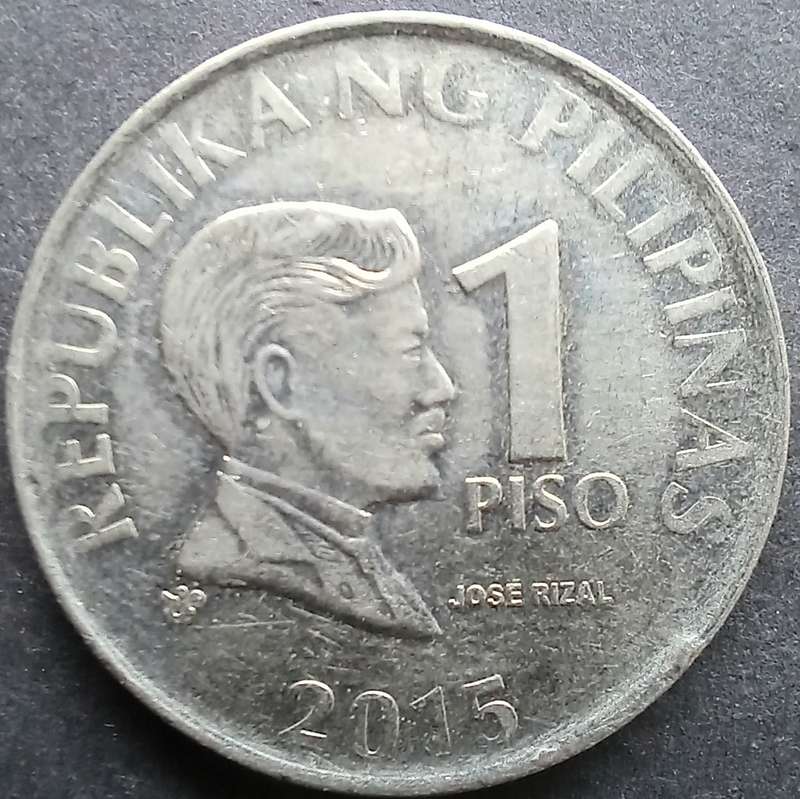 REPUBLIKA NG PILIPINAS
1
PISO
JOSE RIZAL
2015